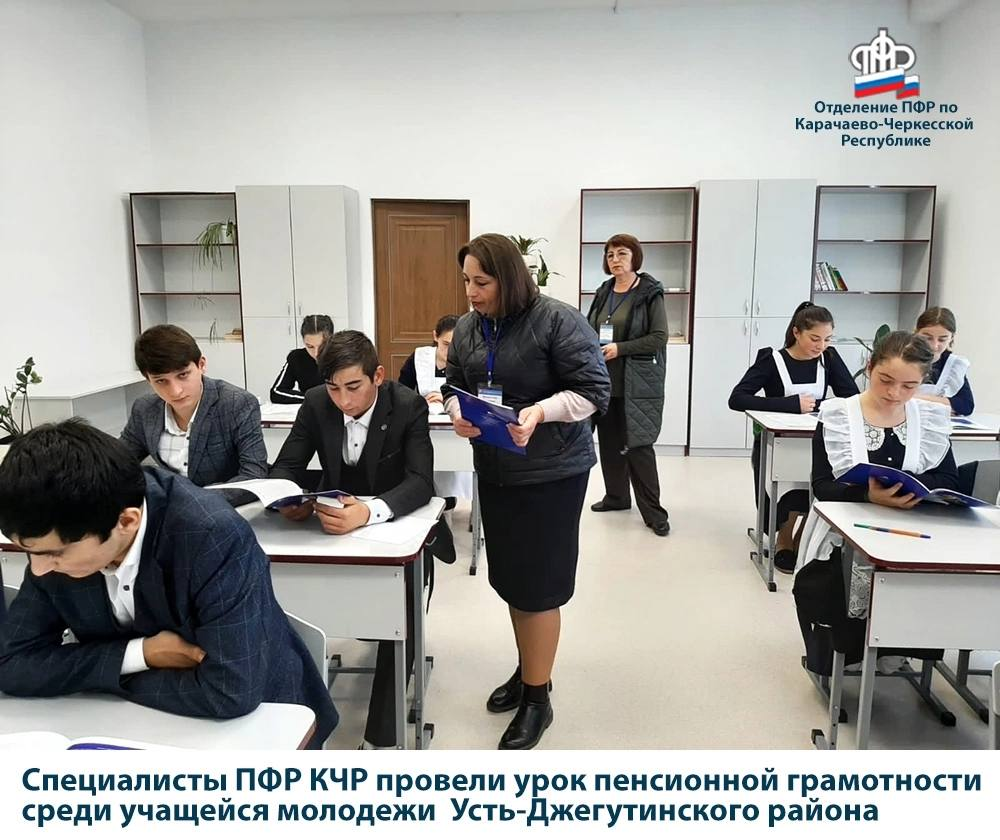 Отделение ПФР по
Карачаево-Черкесской
Республике
Специалисты ПФР КЧР провели урок пенсионной грамотности
среди учащейся молодежи Усть-Джегутинского района